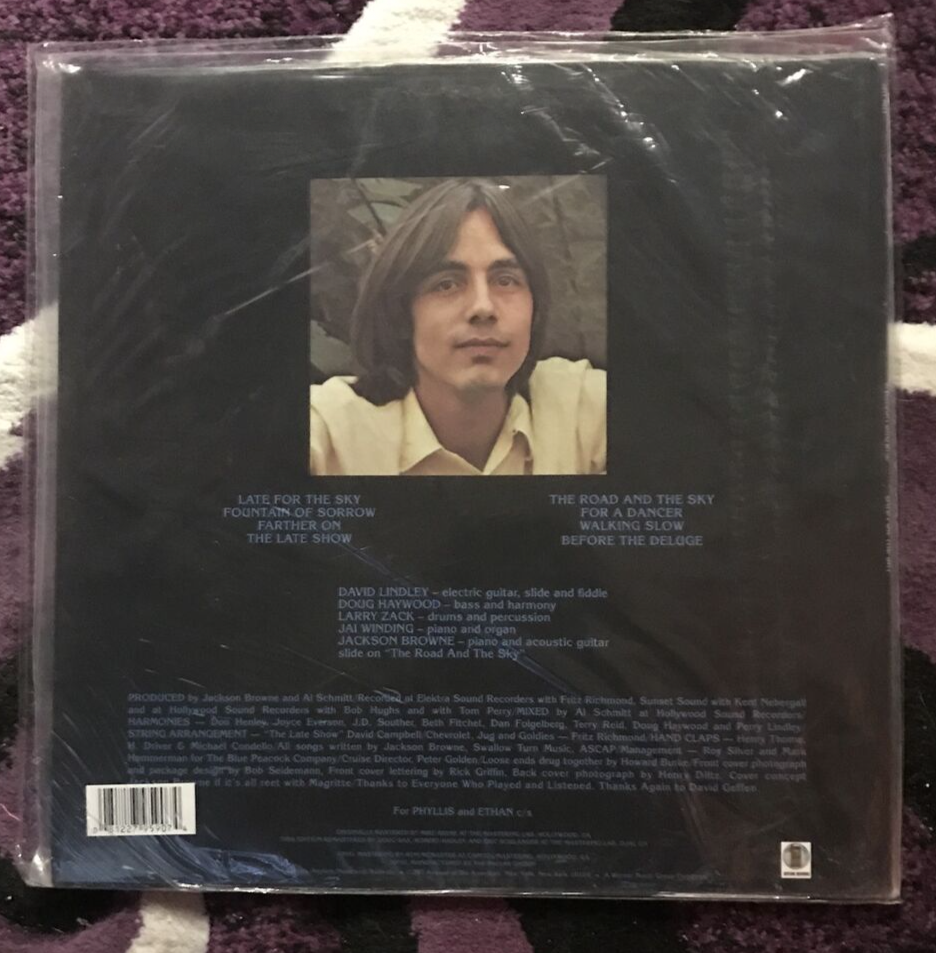 LATE FOR THE SKY
FOUNTAIN OF SORROW
FARTHER ON
THE LATE SHOW
THE ROAD AND THE SKY
FOR A DANCER
WALKING SLOW
BEFORE THE DELUGE
DAVID LINDLEY – electric guitar, slide and fiddle
DOUG HAYWOOD – bass and harmony
LARRY ZACK – drums and percussion
JAI WINDING – piano and organ
JACKSON BROWNE – piano and acoustic guitar
slide on "The Road And The Sky"
PRODUCED by Jackson Browne and Al Schmitt/Recorded at Elektra Sound Recorders with Fritz Richmond, Sunset Sound with Kent Nebergall
and at Hollywood Sound Recorders with Bob Hughs and with Tom Perry/MIXED by Al Schmitt at Hollywood Sound Recorders
HARMONIES — Don Henley, Joyce Everson, J.D. Souther, Beth Fitchet, Dan Fogelberg, Terry Reid, Doug Haywood and Perry Lindley
STRING ARRANGEMENT — "The Late Show" David Campbell/Chevrolet, Jug and Goldies — Fritz Richmond/HAND CLAPS — Henry Thome
H. Driver & Michael Condello/All songs written by Jackson Browne, Swallow Turn Music, ASCAP/Management — Roy Silver and Mark
Hammerman for The Blue Peacock Company/Cruise Director, Peter Golden/Loose ends drug together by Howard Burke/Front cover photograph
and package design by Bob Seidemann, Front cover lettering by Rick Griffin, Back cover photograph by Henry Diltz. Cover concept
if it's all reet with Magritte/Thanks to Everyone Who Played and Listened. Thanks Again to David Geffen
For PHYLLIS and ETHAN c/s